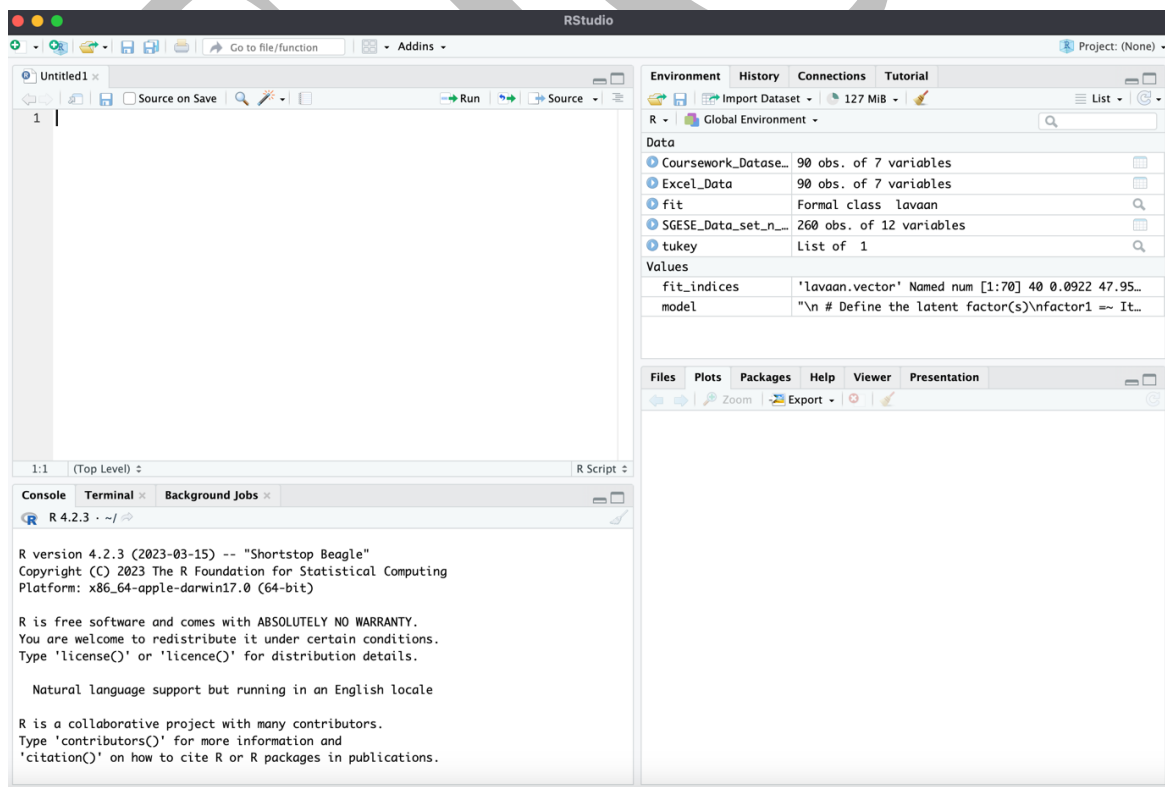 RStudio
Go to file/function
Addins
Project: (None)
Untitled1
Source on Save
Run
Source
1
1:1 (Top Level)
R Script
Console Terminal Background Jobs
R 4.2.3 · ~/
R version 4.2.3 (2023-03-15) -- "Shortstop Beagle"
Copyright (C) 2023 The R Foundation for Statistical Computing
Platform: x86_64-apple-darwin17.0 (64-bit)
R is free software and comes with ABSOLUTELY NO WARRANTY.
You are welcome to redistribute it under certain conditions.
Type 'license()' or 'licence()' for distribution details.
Natural language support but running in an English locale
R is a collaborative project with many contributors.
Type 'contributors()' for more information and
'citation()' on how to cite R or R packages in publications.
Environment History Connections Tutorial
Import Dataset 127 MiB List
R Global Environment
Data
Coursework_Datase… 90 obs. of 7 variables
Excel_Data 90 obs. of 7 variables
fit Formal class lavaan
SGESE_Data_set_n_… 260 obs. of 12 variables
tukey List of 1
Values
fit_indices 'lavaan.vector' Named num [1:70] 40 0.0922 47.95…
model "\n # Define the latent factor(s)\nfactor1 =~ It…
Files Plots Packages Help Viewer Presentation
Zoom Export